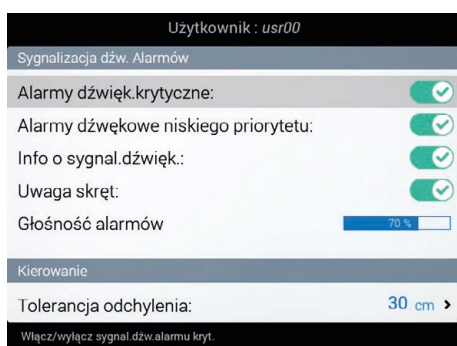 Użytkownik : usr00
Sygnalizacja dźw. Alarmów
Alarmy dźwięk.krytyczne:
Alarmy dźwękowe niskiego priorytetu:
Info o sygnal.dźwięk.:
Uwaga skręt:
Głośność alarmów 70 %
Kierowanie
Tolerancja odchylenia: 30 cm >
Włącz/wyłącz sygnal.dźw.alarmu kryt.